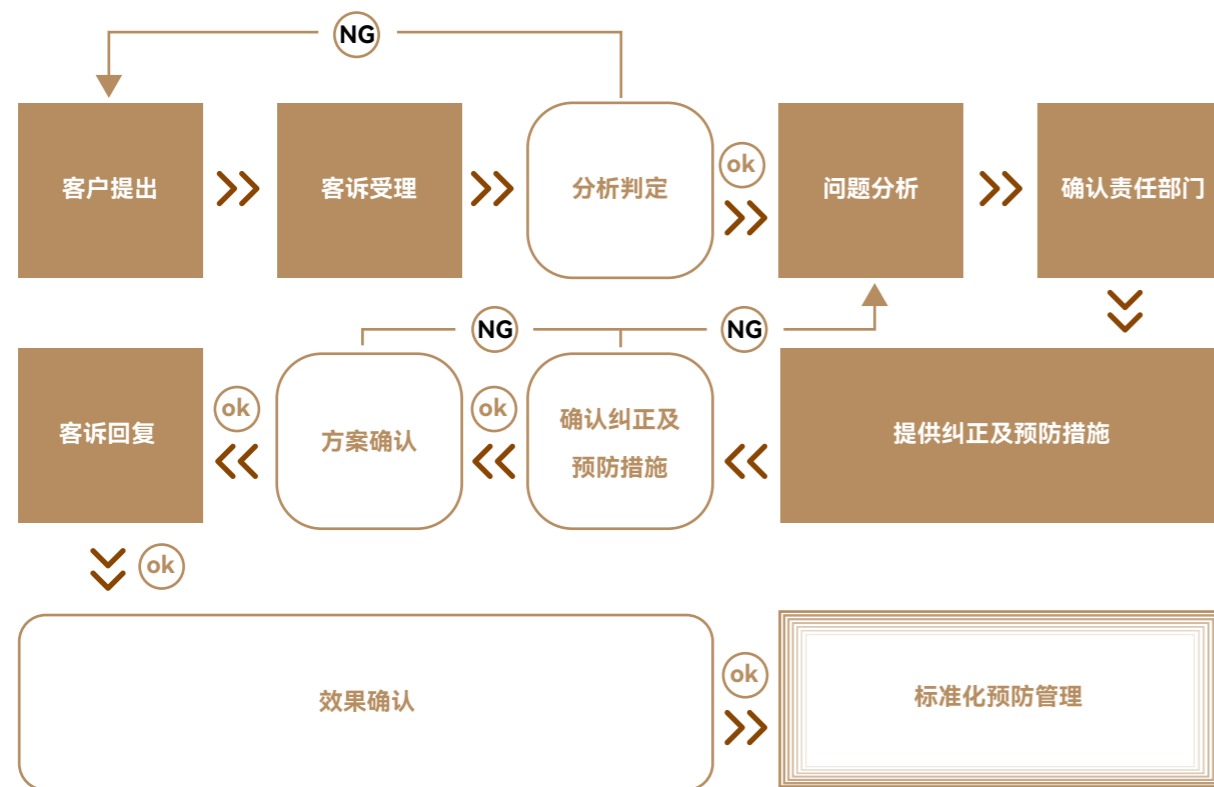 NG
客户提出
客诉受理
分析判定
ok
问题分析
确认责任部门
NG
NG
客诉回复
ok
方案确认
ok
确认纠正及
预防措施
提供纠正及预防措施
ok
效果确认
ok
标准化预防管理